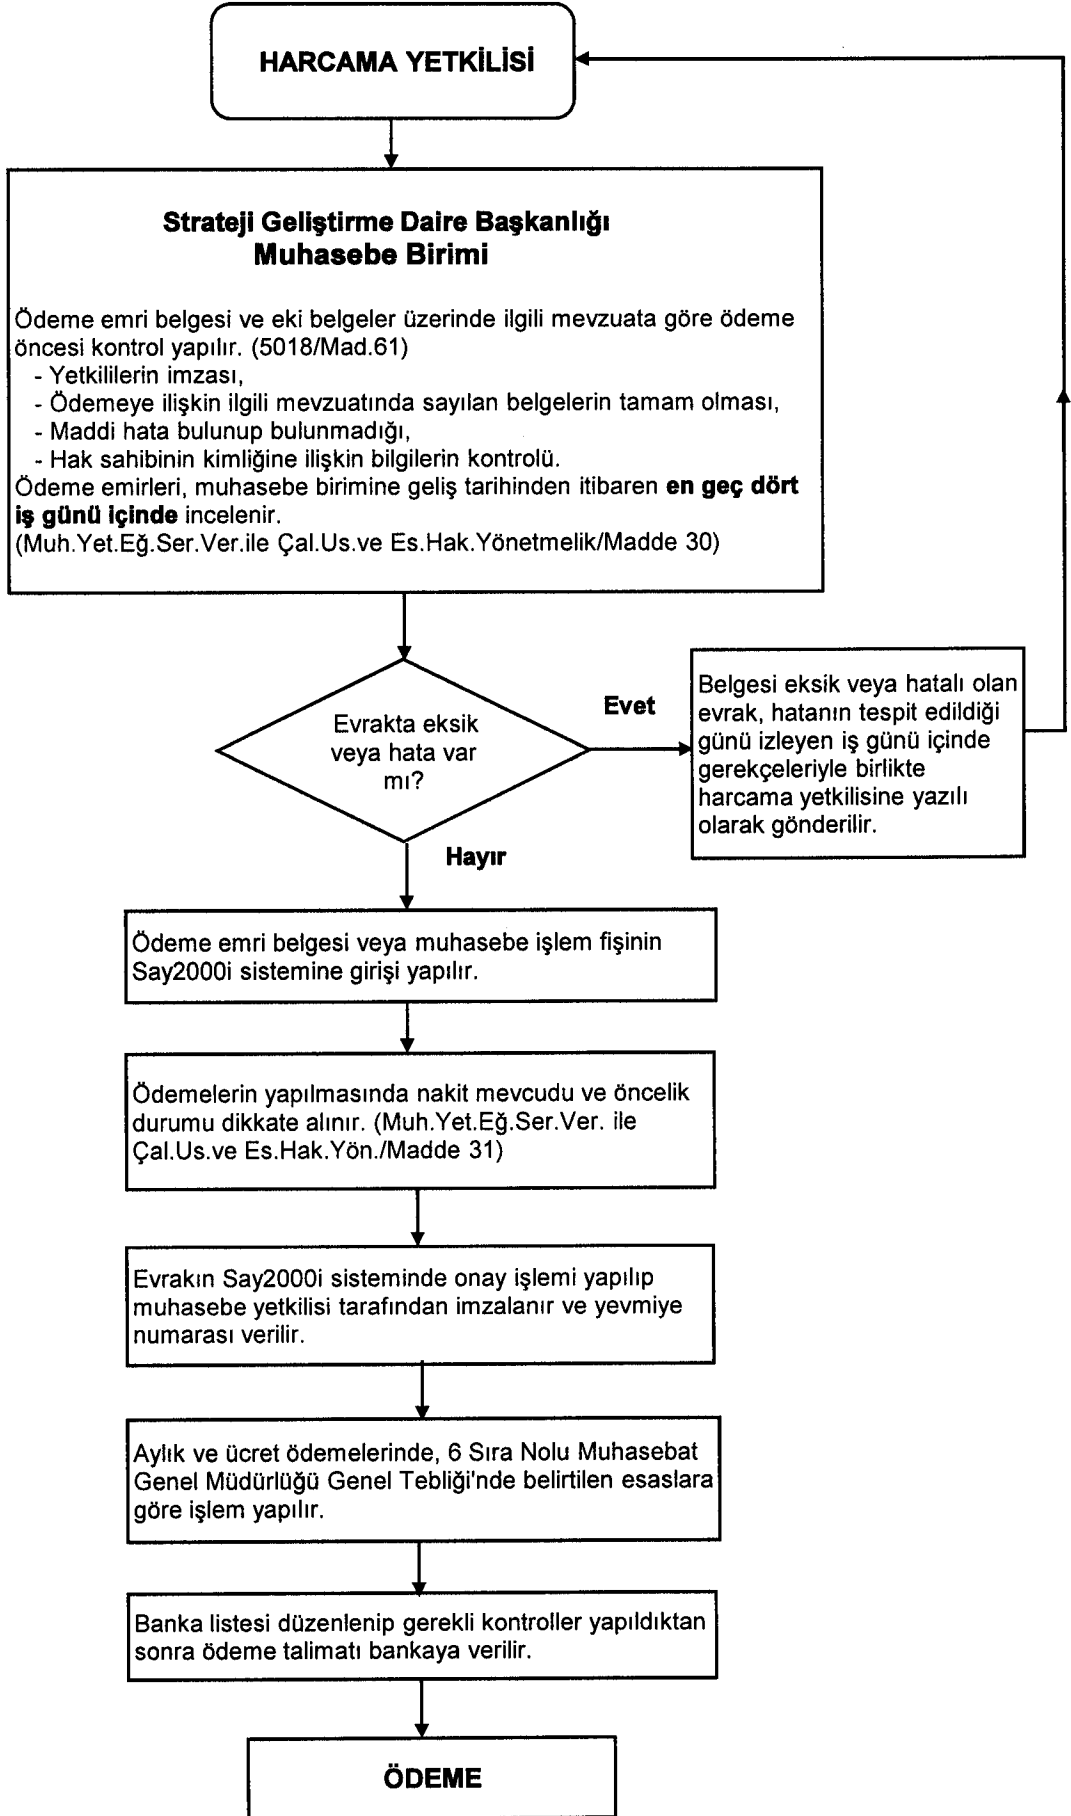 HARCAMA YETKİLİSİ
Strateji Geliştirme Daire Başkanlığı
Muhasebe Birimi
Ödeme emri belgesi ve eki belgeler üzerinde ilgili mevzuata göre ödeme
öncesi kontrol yapılır. (5018/Mad.61)
- Yetkililerin imzası,
- Ödemeye ilişkin ilgili mevzuatında sayılan belgelerin tamam olması,
- Maddi hata bulunup bulunmadığı,
- Hak sahibinin kimliğine ilişkin bilgilerin kontrolü.
Ödeme emirleri, muhasebe birimine geliş tarihinden itibaren en geç dört
iş günü içinde incelenir.
(Muh.Yet.Eğ.Ser.Ver.ile Çal.Us.ve Es.Hak.Yönetmelik/Madde 30)
Evrakta eksik
veya hata var
mı?
Evet
Belgesi eksik veya hatalı olan
evrak, hatanın tespit edildiği
günü izleyen iş günü içinde
gerekçeleriyle birlikte
harcama yetkilisine yazılı
olarak gönderilir.
Hayır
Ödeme emri belgesi veya muhasebe işlem fişinin
Say2000i sistemine girişi yapılır.
Ödemelerin yapılmasında nakit mevcudu ve öncelik
durumu dikkate alınır. (Muh.Yet.Eğ.Ser.Ver. ile
Çal.Us.ve Es.Hak.Yön./Madde 31)
Evrakın Say2000i sisteminde onay işlemi yapılıp
muhasebe yetkilisi tarafından imzalanır ve yevmiye
numarası verilir.
Aylık ve ücret ödemelerinde, 6 Sıra Nolu Muhasebat
Genel Müdürlüğü Genel Tebliği'nde belirtilen esaslara
göre işlem yapılır.
Banka listesi düzenlenip gerekli kontroller yapıldıktan
sonra ödeme talimatı bankaya verilir.
ÖDEME